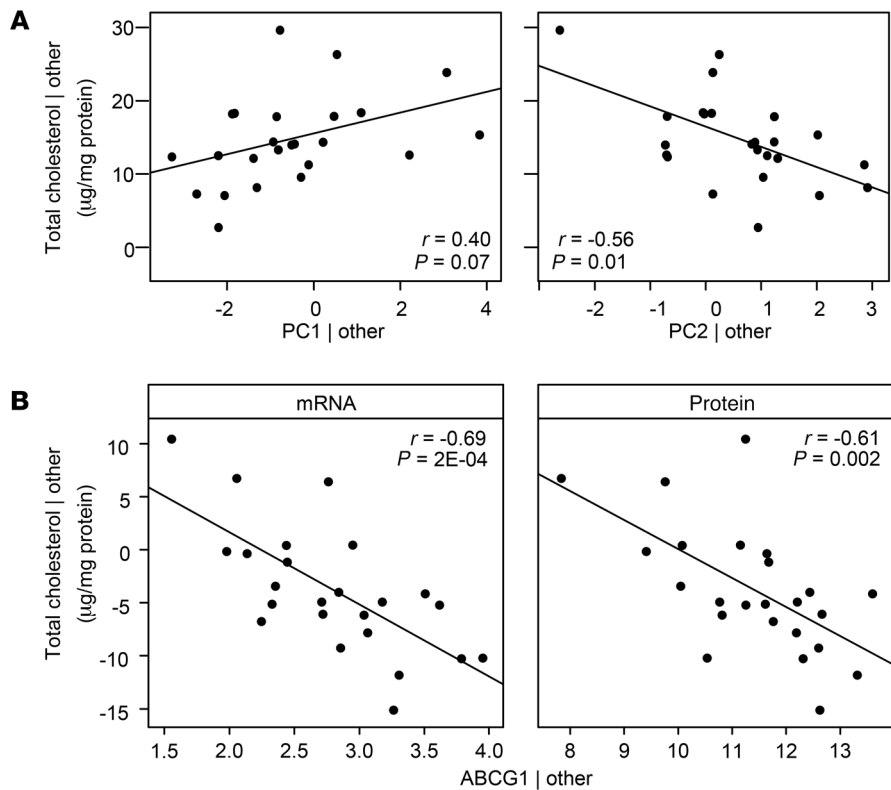 A
Total cholesterol | other
(µg/mg protein)
30
20
10
0
r = 0.40
P = 0.07
-2
0
2
4
PC1 | other
r = -0.56
P = 0.01
-2
-1
0
1
2
3
PC2 | other
B
Total cholesterol | other
(µg/mg protein)
mRNA
10
5
0
-5
-10
-15
r = -0.69
P = 2E-04
1.5
2.0
2.5
3.0
3.5
4.0
Protein
r = -0.61
P = 0.002
8
9
10
11
12
13
ABCG1 | other